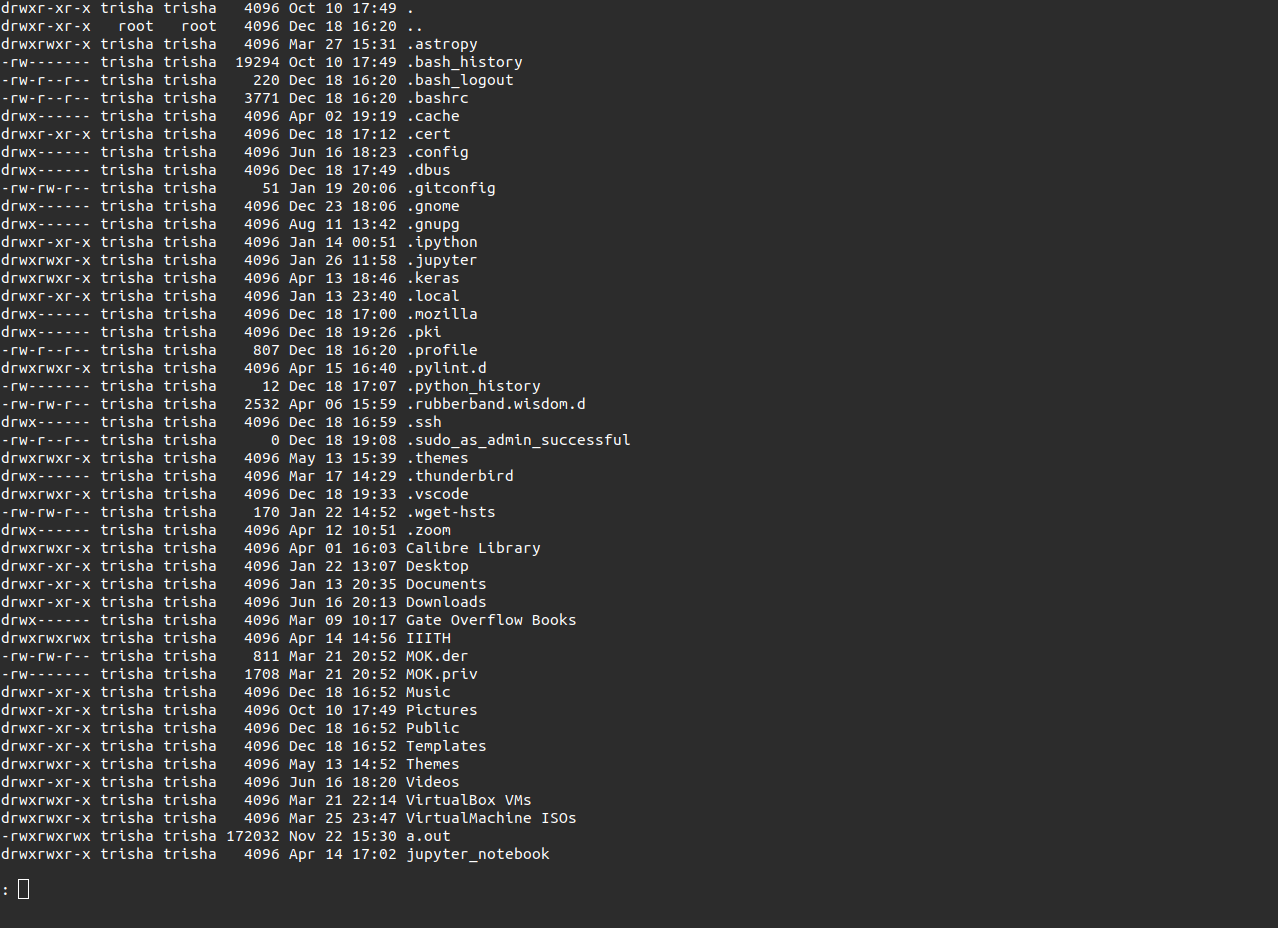 drwxr-xr-x trisha trisha   4096 Oct 10 17:49 .
drwxr-xr-x   root   root   4096 Dec 18 16:20 ..
drwxrwxr-x trisha trisha   4096 Mar 27 15:31 .astropy
-rw------- trisha trisha  19294 Oct 10 17:49 .bash_history
-rw-r--r-- trisha trisha    220 Dec 18 16:20 .bash_logout
-rw-r--r-- trisha trisha   3771 Dec 18 16:20 .bashrc
drwx------ trisha trisha   4096 Apr 02 19:19 .cache
drwxr-xr-x trisha trisha   4096 Dec 18 17:12 .cert
drwx------ trisha trisha   4096 Jun 16 18:23 .config
drwx------ trisha trisha   4096 Dec 18 17:49 .dbus
-rw-rw-r-- trisha trisha     51 Jan 19 20:06 .gitconfig
drwx------ trisha trisha   4096 Dec 23 18:06 .gnome
drwx------ trisha trisha   4096 Aug 11 13:42 .gnupg
drwxr-xr-x trisha trisha   4096 Jan 14 00:51 .ipython
drwxrwxr-x trisha trisha   4096 Jan 26 11:58 .jupyter
drwxrwxr-x trisha trisha   4096 Apr 13 18:46 .keras
drwxr-xr-x trisha trisha   4096 Jan 13 23:40 .local
drwx------ trisha trisha   4096 Dec 18 17:00 .mozilla
drwx------ trisha trisha   4096 Dec 18 19:26 .pki
-rw-r--r-- trisha trisha    807 Dec 18 16:20 .profile
drwxrwxr-x trisha trisha   4096 Apr 15 16:40 .pylint.d
-rw------- trisha trisha     12 Dec 18 17:07 .python_history
-rw-rw-r-- trisha trisha   2532 Apr 06 15:59 .rubberband.wisdom.d
drwx------ trisha trisha   4096 Dec 18 16:59 .ssh
-rw-r--r-- trisha trisha      0 Dec 18 19:08 .sudo_as_admin_successful
drwxrwxr-x trisha trisha   4096 May 13 15:39 .themes
drwx------ trisha trisha   4096 Mar 17 14:29 .thunderbird
drwxrwxr-x trisha trisha   4096 Dec 18 19:33 .vscode
-rw-rw-r-- trisha trisha    170 Jan 22 14:52 .wget-hsts
drwx------ trisha trisha   4096 Apr 12 10:51 .zoom
drwxrwxr-x trisha trisha   4096 Apr 01 16:03 Calibre Library
drwxr-xr-x trisha trisha   4096 Jan 22 13:07 Desktop
drwxr-xr-x trisha trisha   4096 Jan 13 20:35 Documents
drwxr-xr-x trisha trisha   4096 Jun 16 20:13 Downloads
drwx------ trisha trisha   4096 Mar 09 10:17 Gate Overflow Books
drwxrwxrwx trisha trisha   4096 Apr 14 14:56 IIITH
-rw-rw-r-- trisha trisha    811 Mar 21 20:52 MOK.der
-rw------- trisha trisha   1708 Mar 21 20:52 MOK.priv
drwxr-xr-x trisha trisha   4096 Dec 18 16:52 Music
drwxr-xr-x trisha trisha   4096 Oct 10 17:49 Pictures
drwxr-xr-x trisha trisha   4096 Dec 18 16:52 Public
drwxr-xr-x trisha trisha   4096 Dec 18 16:52 Templates
drwxrwxr-x trisha trisha   4096 May 13 14:52 Themes
drwxr-xr-x trisha trisha   4096 Jun 16 18:20 Videos
drwxrwxr-x trisha trisha   4096 Mar 21 22:14 VirtualBox VMs
drwxrwxr-x trisha trisha   4096 Mar 25 23:47 VirtualMachine ISOs
-rwxrwxrwx trisha trisha 172032 Nov 22 15:30 a.out
drwxrwxr-x trisha trisha   4096 Apr 14 17:02 jupyter_notebook
: